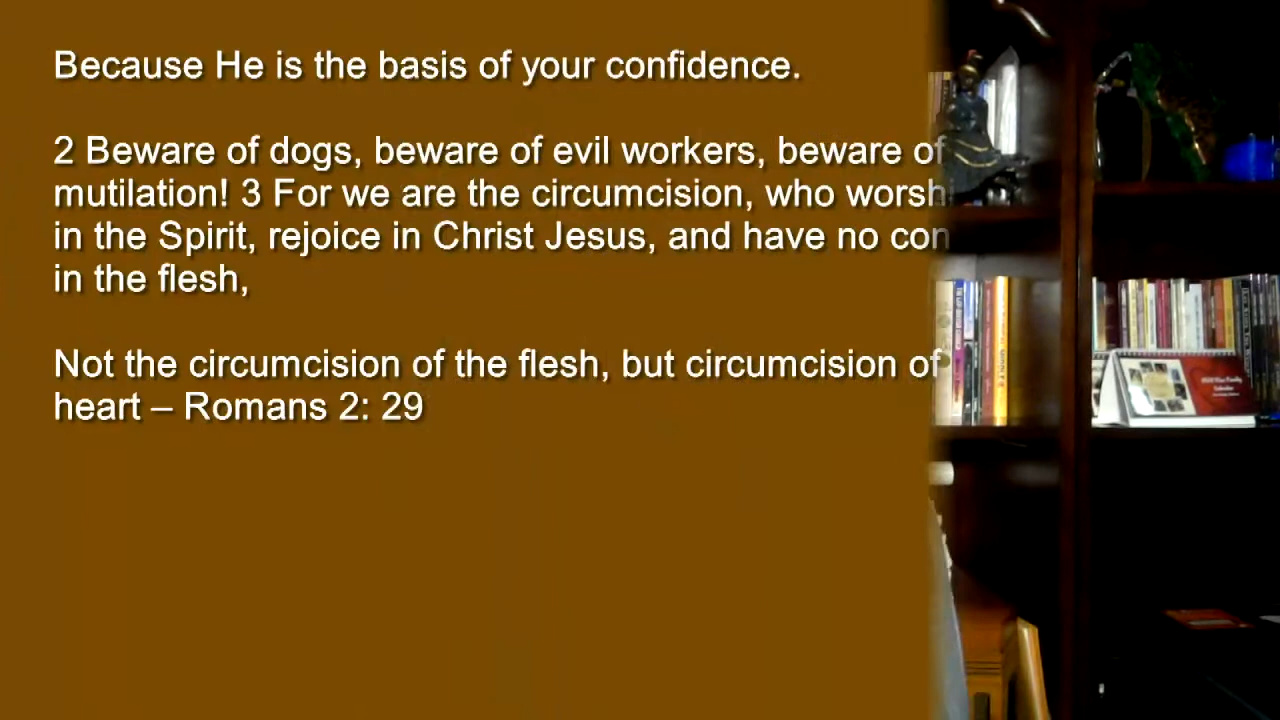 Because He is the basis of your confidence.
2 Beware of dogs, beware of evil workers, beware of
mutilation! 3 For we are the circumcision, who worsh
in the Spirit, rejoice in Christ Jesus, and have no con
in the flesh,
Not the circumcision of the flesh, but circumcision of
heart – Romans 2: 29